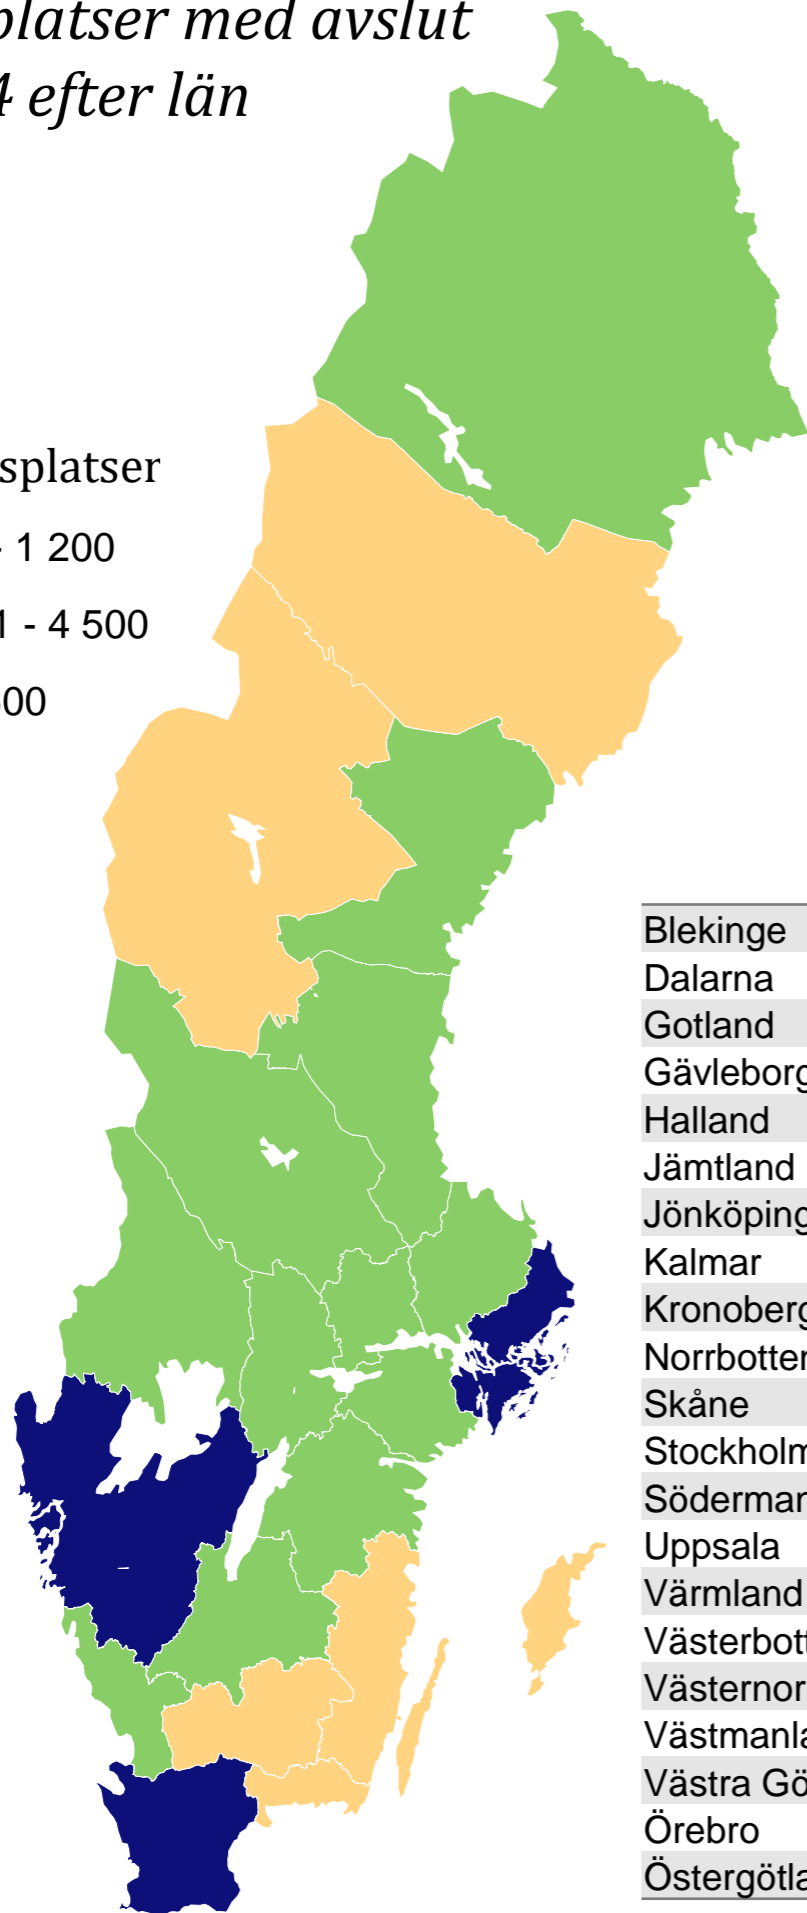 platser med avslut
4 efter län
splatser
- 1 200
1 - 4 500
00
Blekinge
Dalarna
Gotland
Gävleborg
Halland
Jämtland
Jönköping
Kalmar
Kronoberg
Norrbotten
Skåne
Stockholm
Söderman
Uppsala
Värmland
Västerbott
Västernor
Västmanla
Västra Gö
Örebro
Östergötla